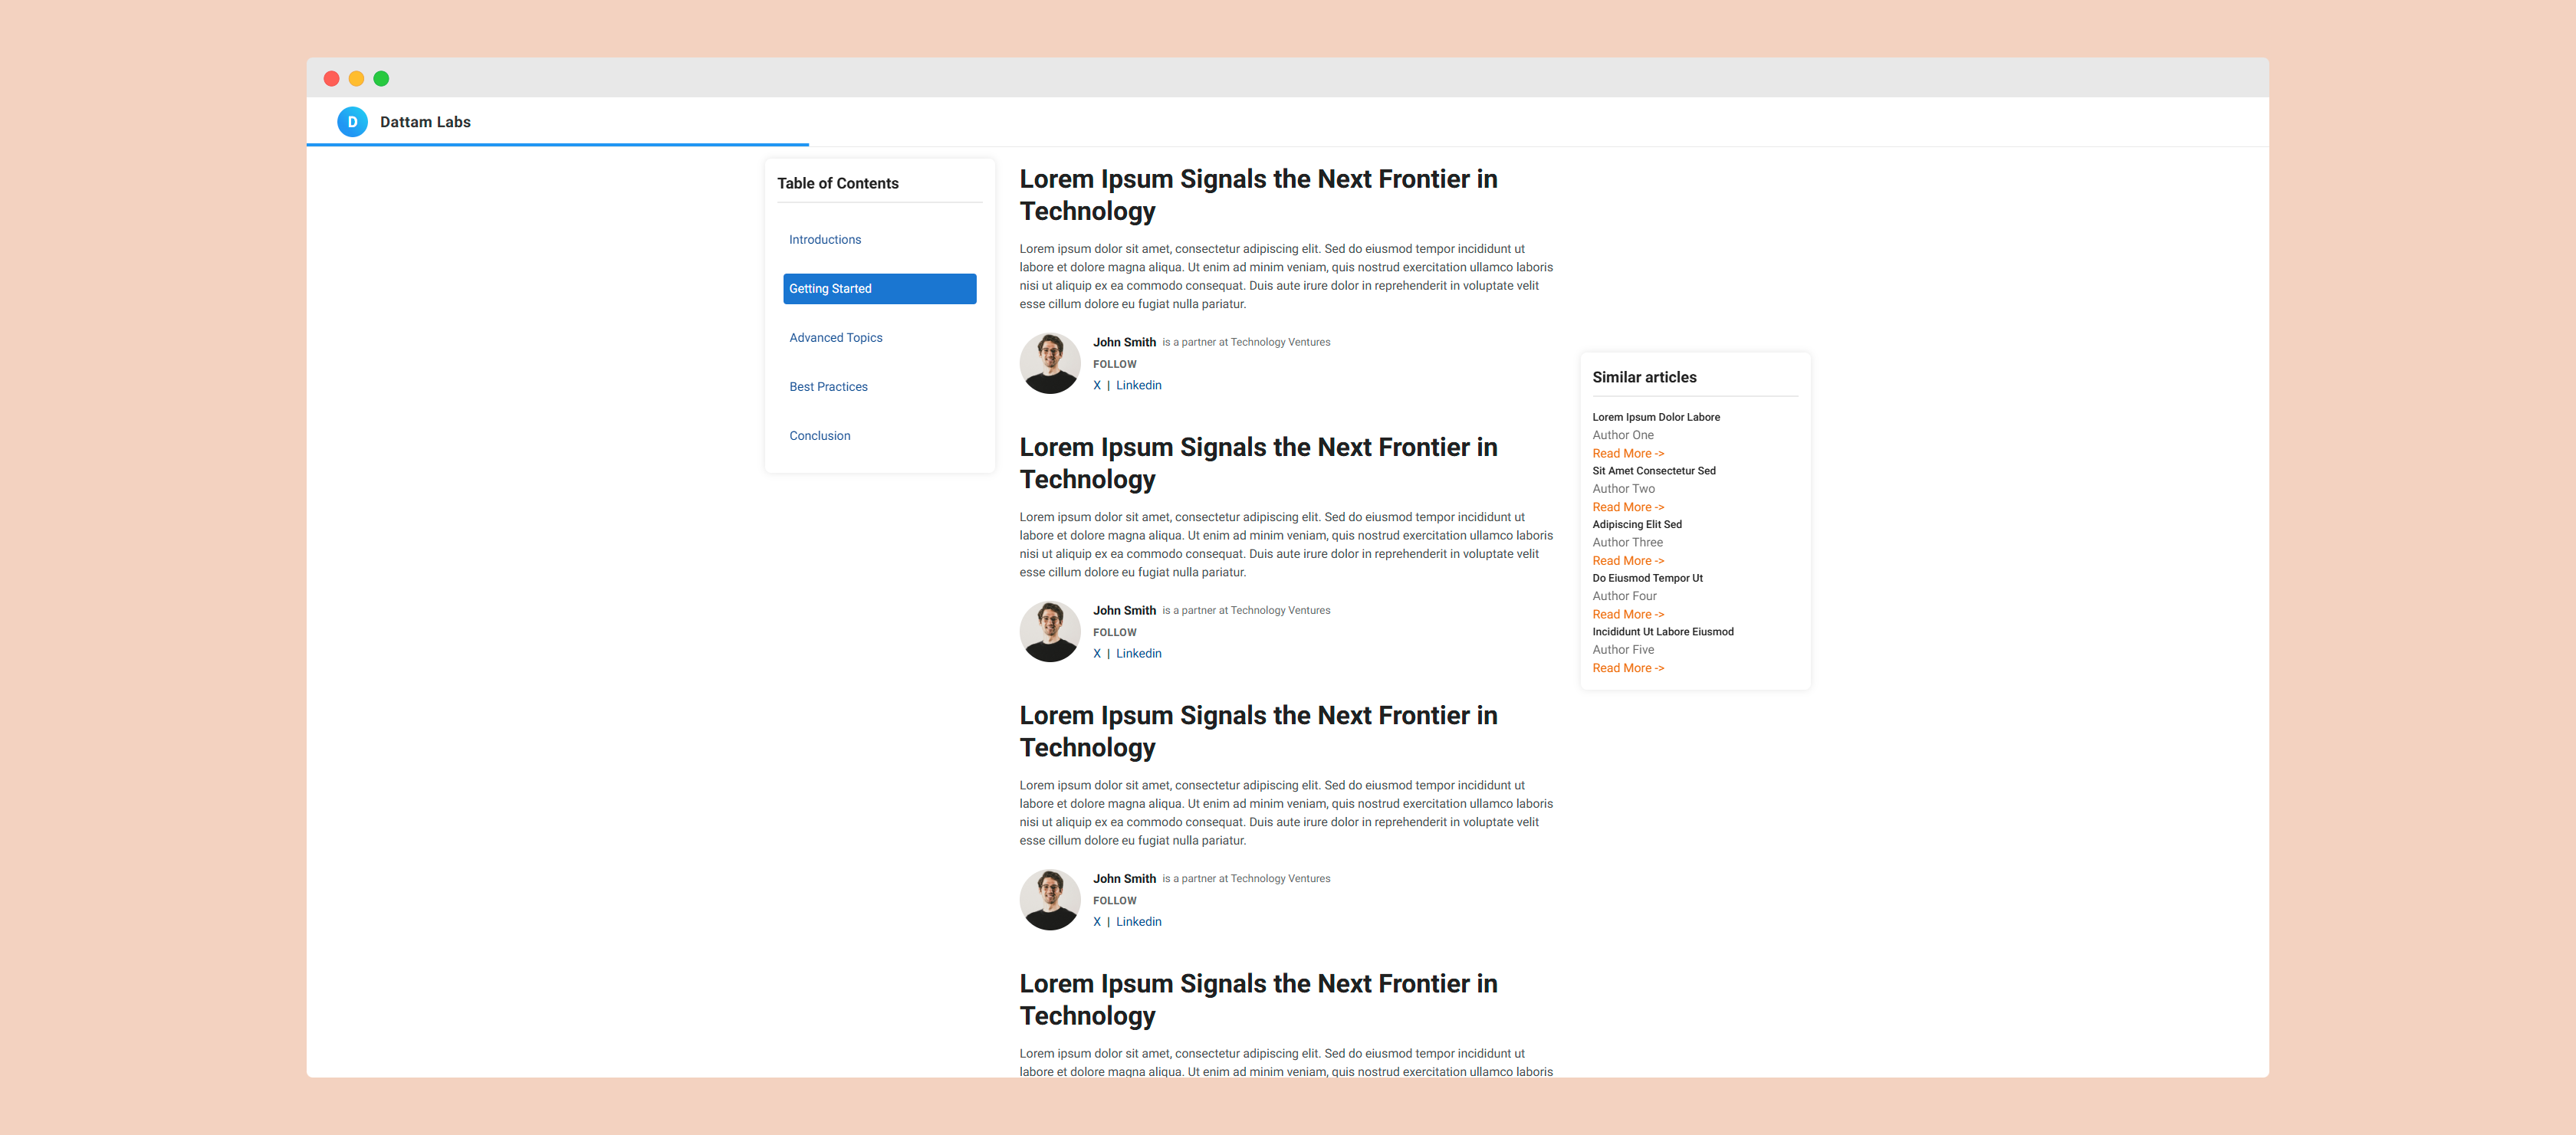 D
Dattam Labs
Table of Contents
Introductions
Getting Started
Advanced Topics
Best Practices
Conclusion
Lorem Ipsum Signals the Next Frontier in
Technology
Lorem ipsum dolor sit amet, consectetur adipiscing elit. Sed do eiusmod tempor incididunt ut
labore et dolore magna aliqua. Ut enim ad minim veniam, quis nostrud exercitation ullamco laboris
nisi ut aliquip ex ea commodo consequat. Duis aute irure dolor in reprehenderit in voluptate velit
esse cillum dolore eu fugiat nulla pariatur.
John Smith is a partner at Technology Ventures
FOLLOW
X | Linkedin
Lorem Ipsum Signals the Next Frontier in
Technology
Lorem ipsum dolor sit amet, consectetur adipiscing elit. Sed do eiusmod tempor incididunt ut
labore et dolore magna aliqua. Ut enim ad minim veniam, quis nostrud exercitation ullamco laboris
nisi ut aliquip ex ea commodo consequat. Duis aute irure dolor in reprehenderit in voluptate velit
esse cillum dolore eu fugiat nulla pariatur.
John Smith is a partner at Technology Ventures
FOLLOW
X | Linkedin
Lorem Ipsum Signals the Next Frontier in
Technology
Lorem ipsum dolor sit amet, consectetur adipiscing elit. Sed do eiusmod tempor incididunt ut
labore et dolore magna aliqua. Ut enim ad minim veniam, quis nostrud exercitation ullamco laboris
nisi ut aliquip ex ea commodo consequat. Duis aute irure dolor in reprehenderit in voluptate velit
esse cillum dolore eu fugiat nulla pariatur.
John Smith is a partner at Technology Ventures
FOLLOW
X | Linkedin
Lorem Ipsum Signals the Next Frontier in
Technology
Lorem ipsum dolor sit amet, consectetur adipiscing elit. Sed do eiusmod tempor incididunt ut
labore et dolore magna aliqua. Ut enim ad minim veniam, quis nostrud exercitation ullamco laboris
Similar articles
Lorem Ipsum Dolor Labore
Author One
Read More ->
Sit Amet Consectetur Sed
Author Two
Read More ->
Adipiscing Elit Sed
Author Three
Read More ->
Do Eiusmod Tempor Ut
Author Four
Read More ->
Incididunt Ut Labore Eiusmod
Author Five
Read More ->